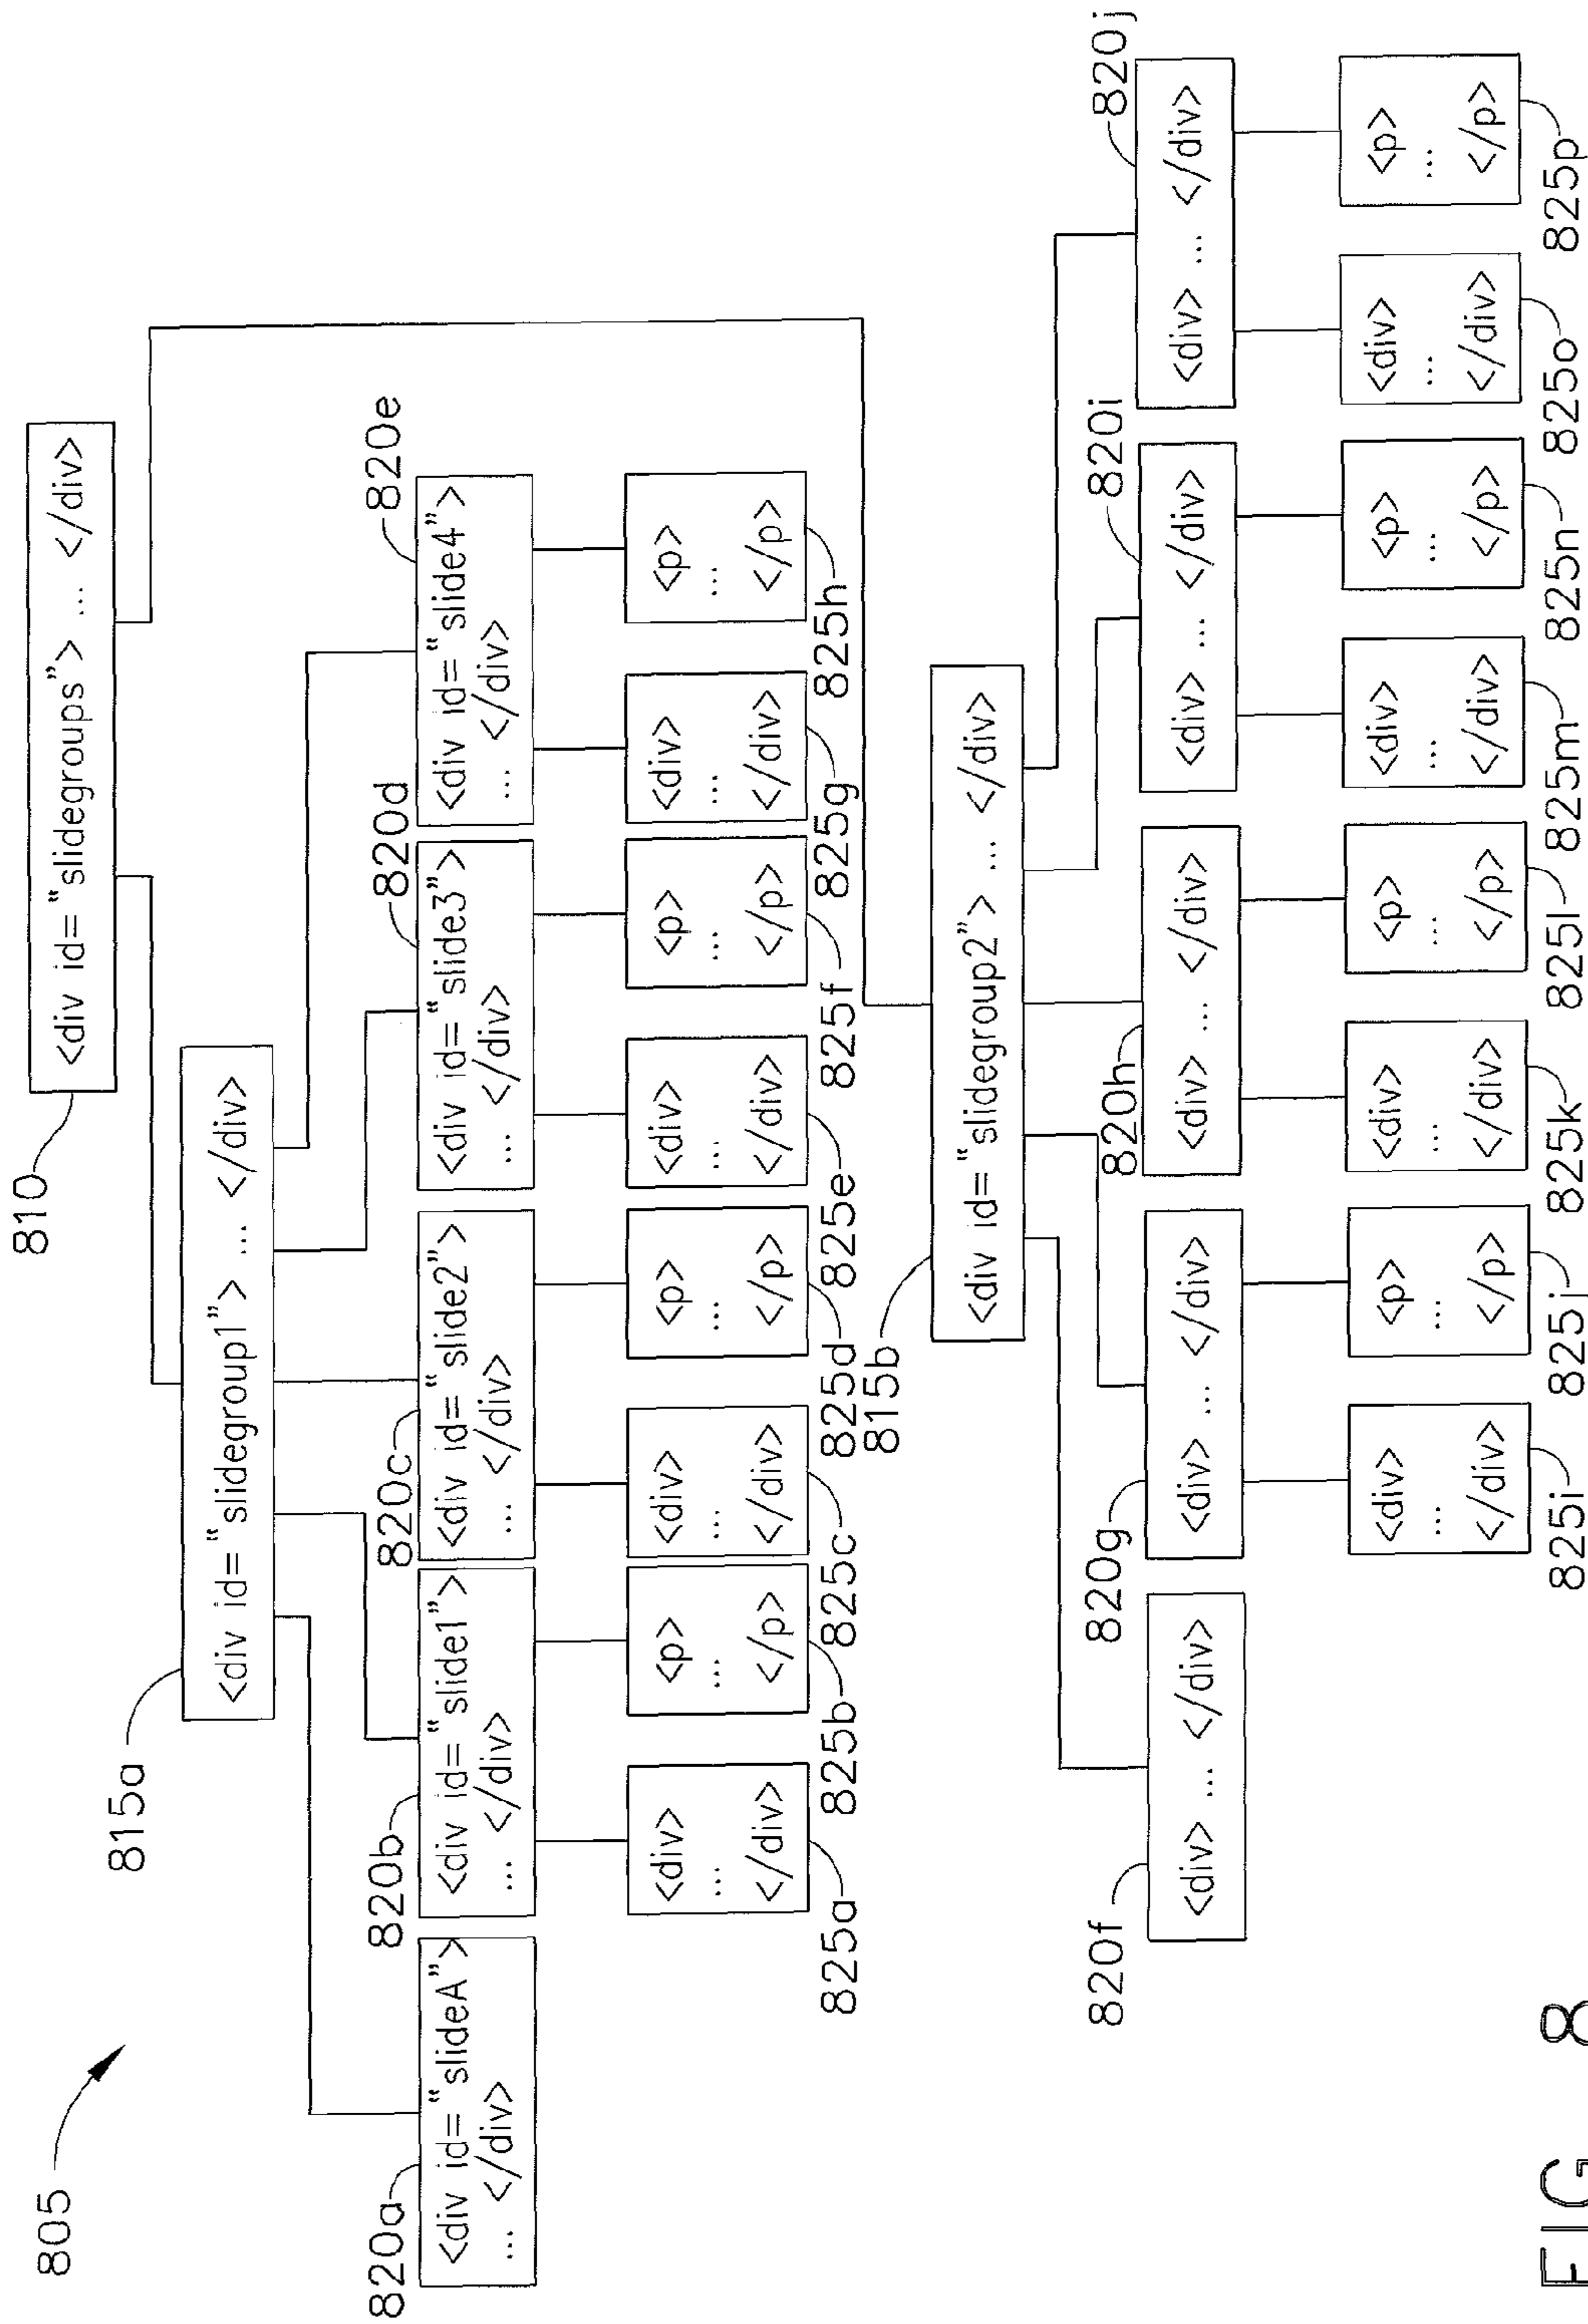 805
810
<div id="slidegroups"> ... </div>
815a
<div id="slidegroup1"> ... </div>
820a
<div id="slideA">
... </div>
820b
<div id="slide1">
... </div>
820c
<div id="slide2">
... </div>
820d
<div id="slide3">
... </div>
820e
<div id="slide4">
... </div>
<div>
...
</div>
825a
<p>
...
</p>
825b
<div>
...
</div>
825c
<p>
...
</p>
825d
<div>
...
</div>
825e
<p>
...
</p>
825f
<div>
...
</div>
825g
<p>
...
</p>
825h
815b
<div id="slidegroup2"> ... </div>
820f
<div> ... </div>
820g
<div> ... </div>
820h
<div> ... </div>
820i
<div> ... </div>
820j
<div> ... </div>
<div>
...
</div>
825i
<p>
...
</p>
825j
<div>
...
</div>
825k
<p>
...
</p>
825l
<div>
...
</div>
825m
<p>
...
</p>
825n
<div>
...
</div>
825o
<p>
...
</p>
825p
FIG 8